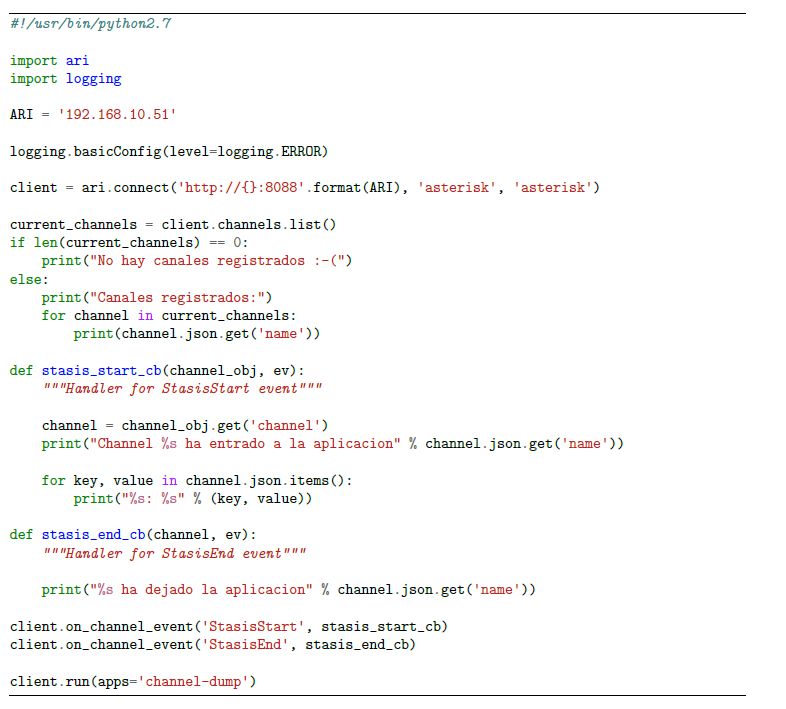 #!/usr/bin/python2.7
import ari
import logging
ARI = '192.168.10.51'
logging.basicConfig(level=logging.ERROR)
client = ari.connect('http://{}:8088'.format(ARI), 'asterisk', 'asterisk')
current_channels = client.channels.list()
if len(current_channels) == 0:
    print("No hay canales registrados :-(")
else:
    print("Canales registrados:")
    for channel in current_channels:
        print(channel.json.get('name'))
def stasis_start_cb(channel_obj, ev):
    """Handler for StasisStart event"""
    channel = channel_obj.get('channel')
    print("Channel %s ha entrado a la aplicacion" % channel.json.get('name'))
    for key, value in channel.json.items():
        print("%s: %s" % (key, value))
def stasis_end_cb(channel, ev):
    """Handler for StasisEnd event"""
    print("%s ha dejado la aplicacion" % channel.json.get('name'))
client.on_channel_event('StasisStart', stasis_start_cb)
client.on_channel_event('StasisEnd', stasis_end_cb)
client.run(apps='channel-dump')